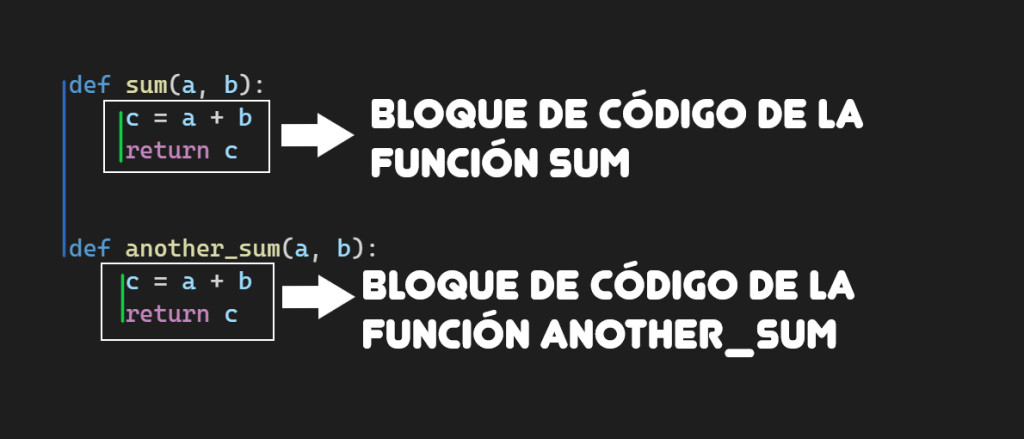 def sum(a, b):
c = a + b
return c
BLOQUE DE CÓDIGO DE LA
FUNCIÓN SUM
def another_sum(a, b):
c = a + b
return c
BLOQUE DE CÓDIGO DE LA
FUNCIÓN ANOTHER_SUM